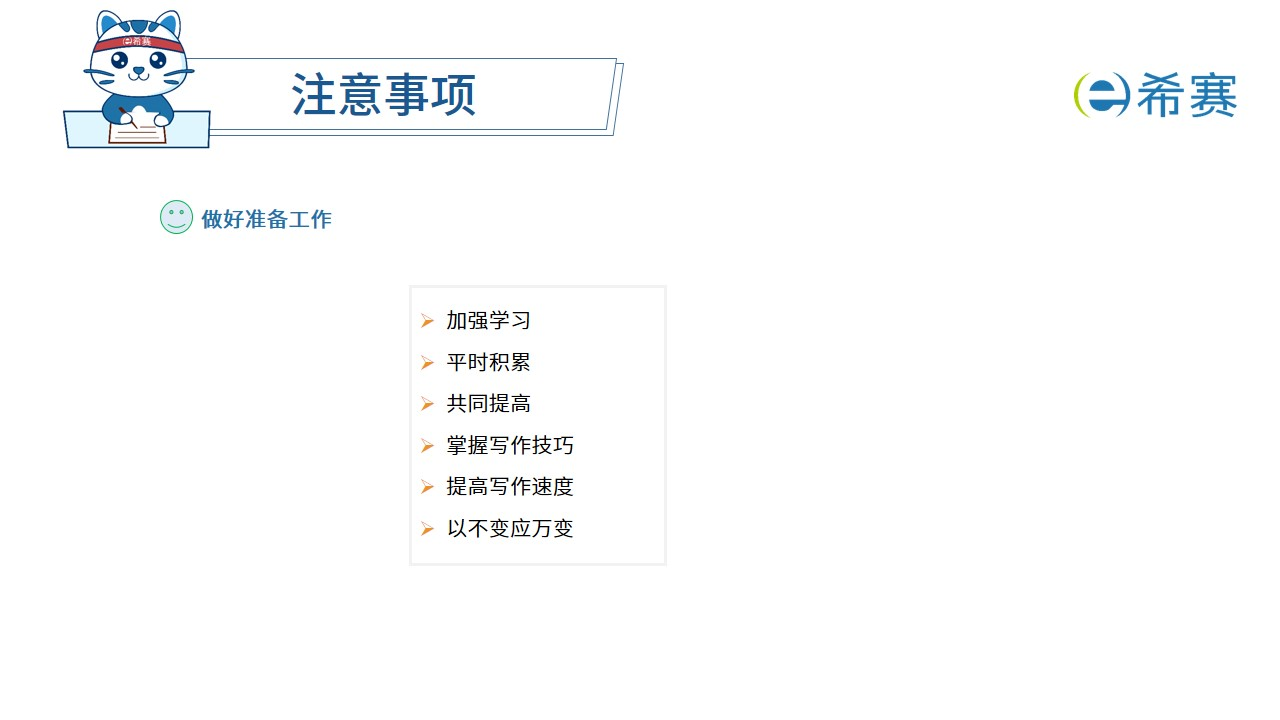 希赛
注意事项
希赛
做好准备工作
加强学习
平时积累
共同提高
掌握写作技巧
提高写作速度
以不变应万变